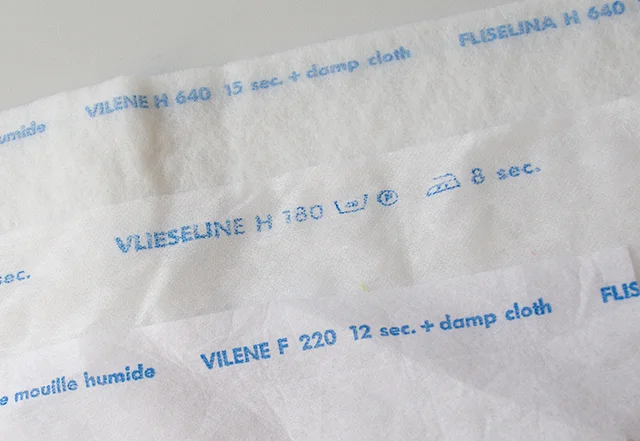 umide VILENE H 640 15 sec. + damp cloth FLISELINA H 640
sec. VLIESELINE H 180 8 sec.
e mouille humide VILENE F 220 12 sec. + damp cloth FLIS